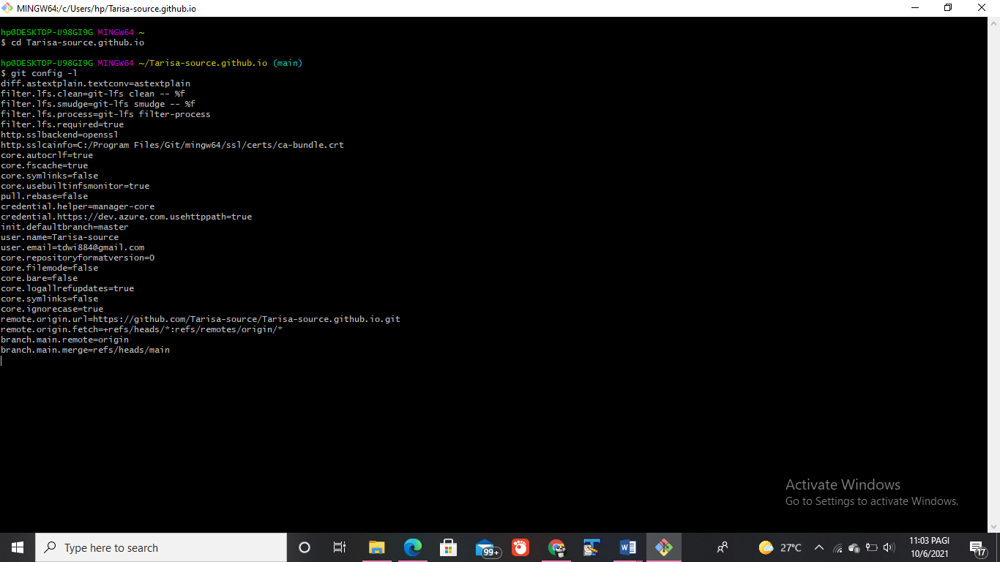 MINGW64:/c/Users/hp/Tarisa-source.github.io
hp@DESKTOP-U98GI9G MINGW64 ~
$ cd Tarisa-source.github.io
hp@DESKTOP-U98GI9G MINGW64 ~/Tarisa-source.github.io (main)
$ git config -l
diff.astextplain.textconv=astextplain
filter.lfs.clean=git-lfs clean -- %f
filter.lfs.smudge=git-lfs smudge -- %f
filter.lfs.process=git-lfs filter-process
filter.lfs.required=true
http.sslbackend=openssl
http.sslcainfo=C:/Program Files/Git/mingw64/ssl/certs/ca-bundle.crt
core.autocrlf=true
core.fscache=true
core.symlinks=false
core.usebuiltinfsmonitor=true
pull.rebase=false
credential.helper=manager-core
credential.https://dev.azure.com.usehttppath=true
init.defaultbranch=master
user.name=Tarisa-source
user.email=tdwi884@gmail.com
core.repositoryformatversion=0
core.filemode=false
core.bare=false
core.logallrefupdates=true
core.symlinks=false
core.ignorecase=true
remote.origin.url=https://github.com/Tarisa-source/Tarisa-source.github.io.git
remote.origin.fetch=+refs/heads/*:refs/remotes/origin/*
branch.main.remote=origin
branch.main.merge=refs/heads/main
Activate Windows
Go to Settings to activate Windows.
Type here to search
99+
27°C
11:03 PAGI
10/6/2021
17